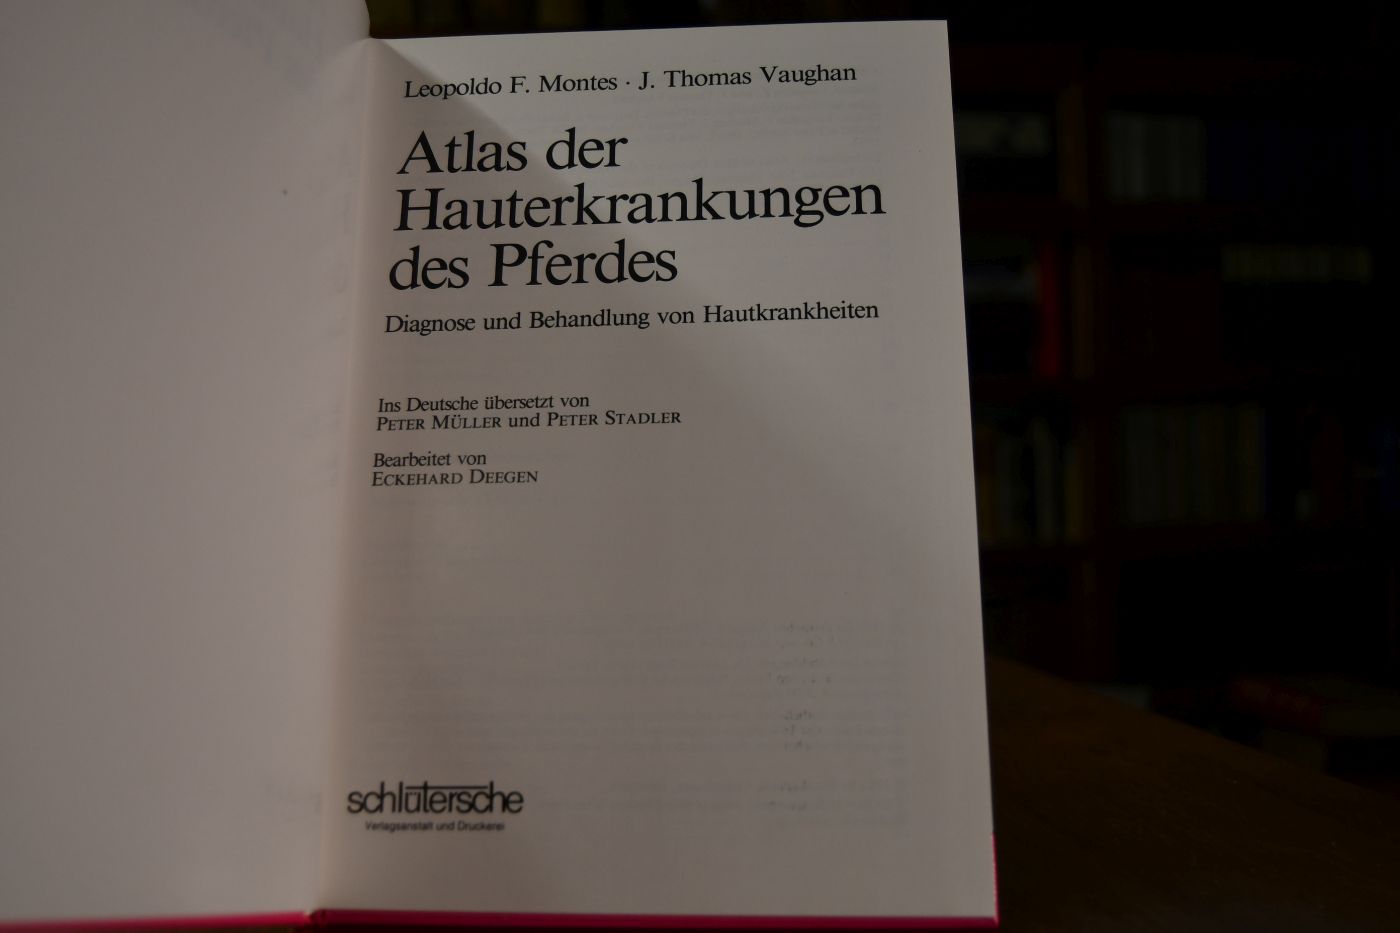 Leopoldo F. Montes · J. Thomas Vaughan
Atlas der
Hauterkrankungen
des Pferdes
Diagnose und Behandlung von Hautkrankheiten
Ins Deutsche übersetzt von
PETER MÜLLER und PETER STADLER
Bearbeitet von
ECKEHARD DEEGEN
schlütersche
Verlagsanstalt und Druckerei